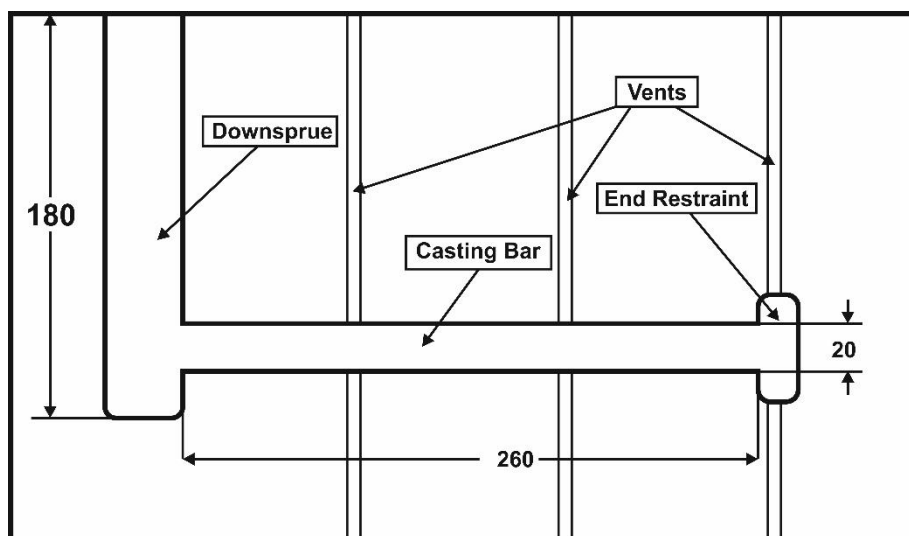 Vents
Downsprue
End Restraint
180
Casting Bar
20
260